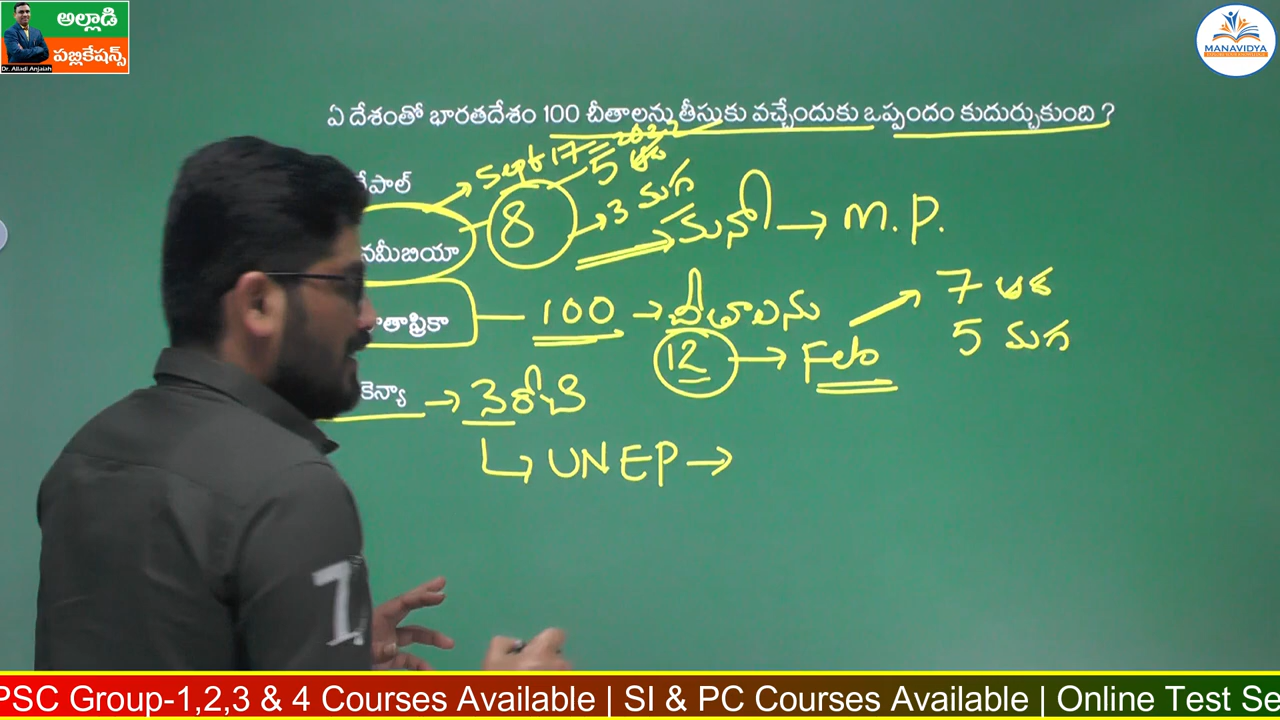 అల్లాడి
పబ్లికేషన్స్
Dr. Alladi Anjaiah
MANAVIDYA
ఏ దేశంతో భారతదేశం 100 చీతాలను తీసుకు వచ్చేందుకు ఒప్పందం కుదుర్చుకుంది ?
Sept 17 = 2022
5 ఆడ
పాల్
8
3 మగ
నమీబియా
→ M.P.
100 → చీతాలను
7 ఆడ
తాఫ్రికా
12 → Feb
5 మగ
కెన్యా → నైరోబి
UNEP →
PSC Group-1,2,3 & 4 Courses Available | SI & PC Courses Available | Online Test Se